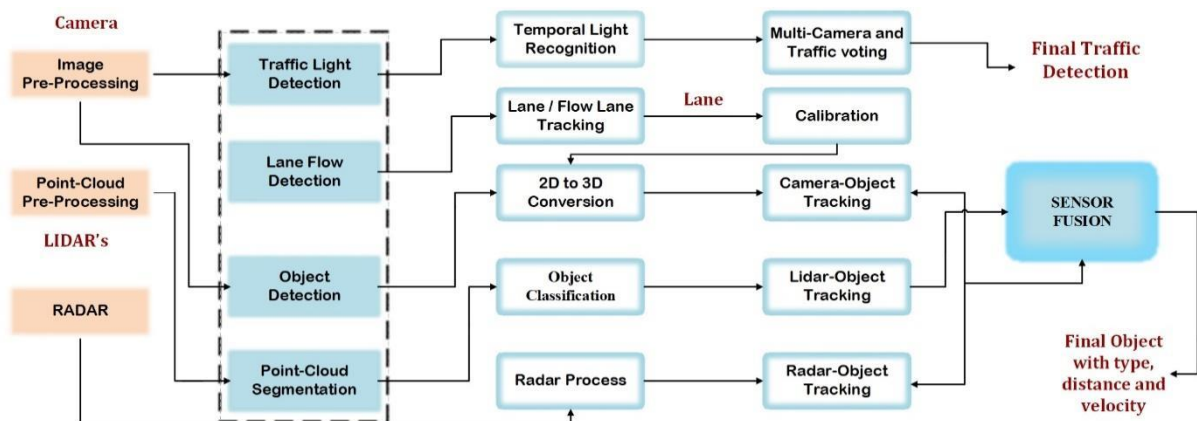 Camera
Image
Pre-Processing
Point-Cloud
Pre-Processing
LIDAR's
RADAR
Traffic Light
Detection
Lane Flow
Detection
Object
Detection
Point-Cloud
Segmentation
Temporal Light
Recognition
Lane / Flow Lane
Tracking
2D to 3D
Conversion
Object
Classification
Radar Process
Lane
Multi-Camera and
Traffic voting
Calibration
Camera-Object
Tracking
Lidar-Object
Tracking
Radar-Object
Tracking
Final Traffic
Detection
SENSOR
FUSION
Final Object
with type,
distance and
velocity